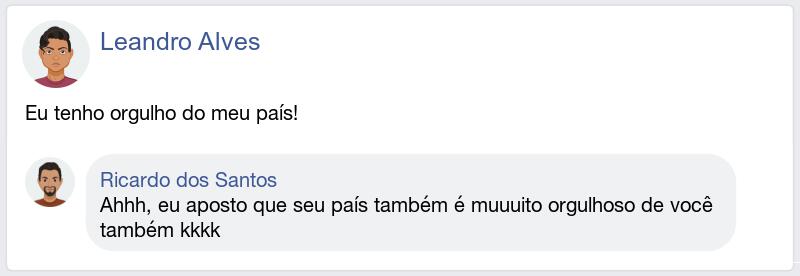 Leandro Alves
Eu tenho orgulho do meu país!
Ricardo dos Santos
Ahhh, eu aposto que seu país também é muuuito orgulhoso de você
também kkkk